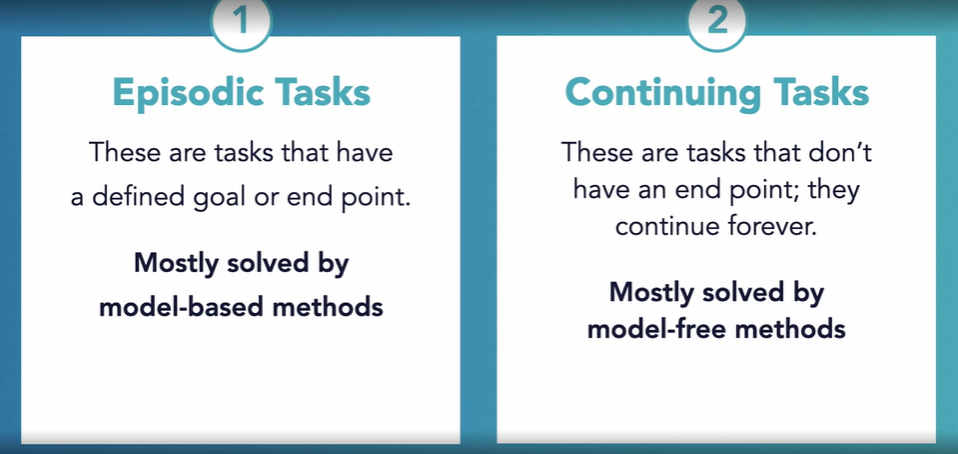 1
Episodic Tasks
These are tasks that have
a defined goal or end point.
Mostly solved by
model-based methods
2
Continuing Tasks
These are tasks that don’t
have an end point; they
continue forever.
Mostly solved by
model-free methods